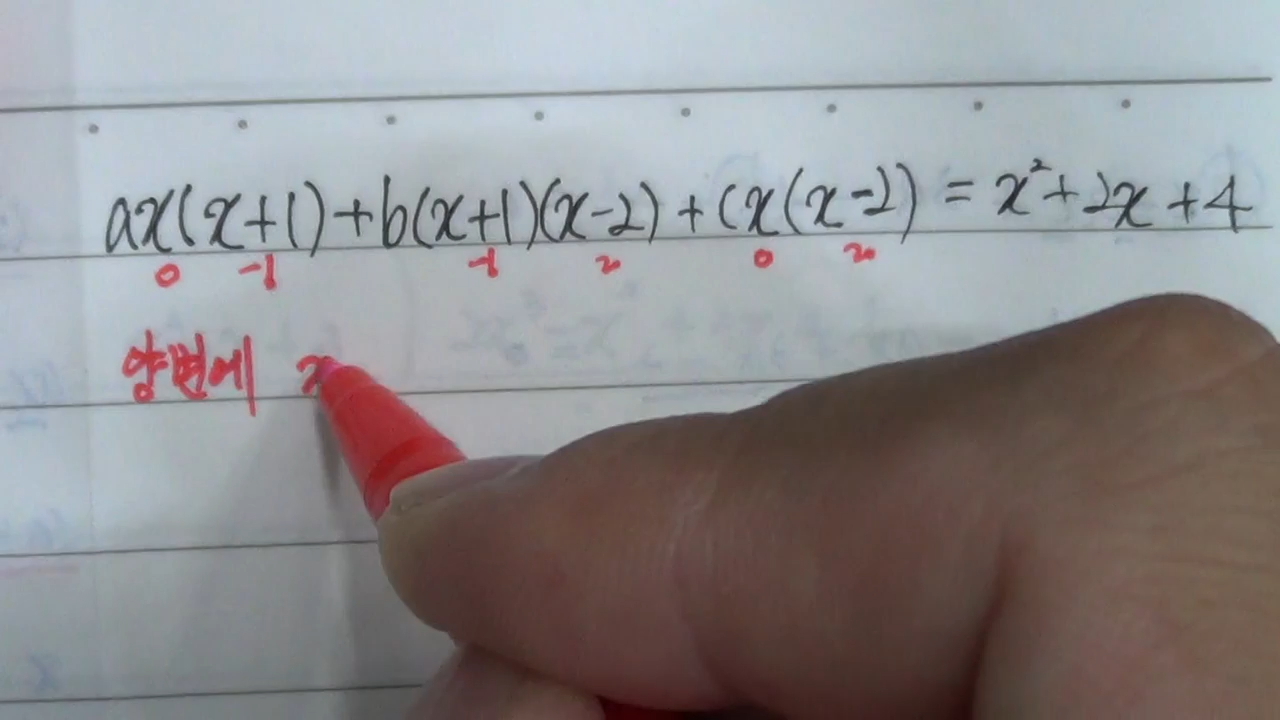 ax(x+1)+b(x+1)(x-2)+cx(x-2) = x²+2x+4
0 -1 -1 2 0 2
양변에 x